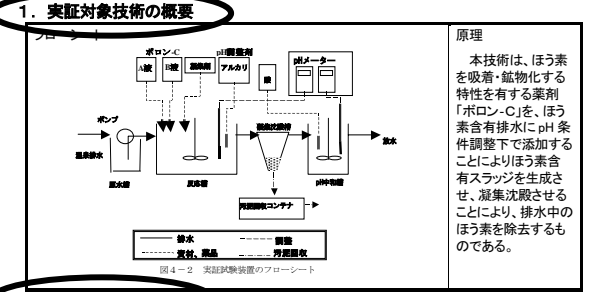 1．実証対象技術の概要
フローシート
原理
ボロン-C
pH調整剤
A液
B液
凝集剤
アルカリ
酸
pHメーター
ポンプ
温泉排水
原水槽
反応槽
凝集沈殿槽
pH中和槽
放水
汚泥回収コンテナ
排水
調整
資材、薬品
汚泥回収
図4－2 実証試験装置のフローシート
本技術は、ほう素
を吸着・鉱物化する
特性を有する薬剤
「ボロン-C」を、ほう
素含有排水に pH 条
件調整下で添加する
ことによりほう素含
有スラッジを生成さ
せ、凝集沈殿させる
ことにより、排水中の
ほう素を除去するも
のである。